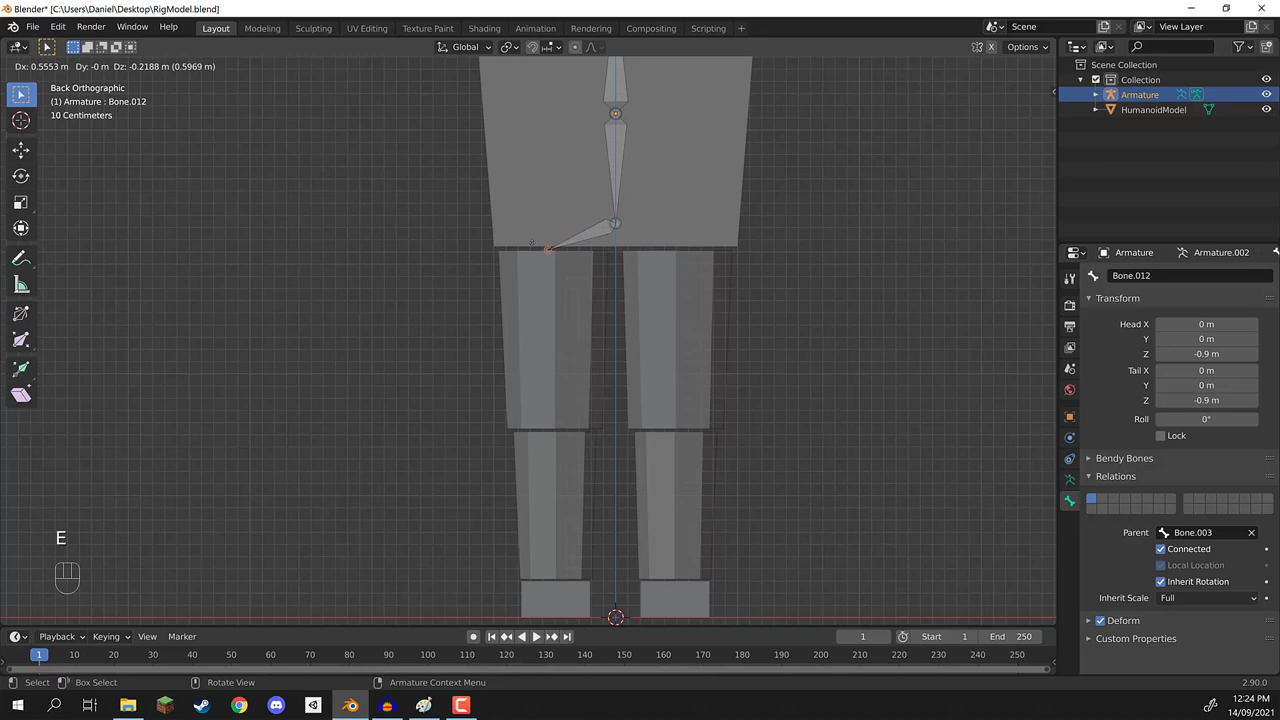 Blender* [C:\Users\Daniel\Desktop\RigModel.blend]
File Edit Render Window Help Layout Modeling Sculpting UV Editing Texture Paint Shading Animation Rendering Compositing Scripting + Scene View Layer
Global Options
Dx: 0.5553 m Dy: -0 m Dz: -0.2188 m (0.5969 m)
Back Orthographic
(1) Armature : Bone.012
10 Centimeters
Scene Collection
Collection
Armature
HumanoidModel
Armature Armature.002
Bone.012
Transform
Head X 0 m
Y 0 m
Z -0.9 m
Tail X 0 m
Y 0 m
Z -0.9 m
Roll 0°
Lock
Bendy Bones
Relations
Parent Bone.003
Connected
Local Location
Inherit Rotation
Inherit Scale Full
Deform
Custom Properties
E
Playback Keying View Marker 1 Start 1 End 250
1 10 20 30 40 50 60 70 80 90 100 110 120 130 140 150 160 170 180 190 200 210 220 230 240 250
Select Box Select Rotate View Armature Context Menu 2.90.0
12:24 PM
14/09/2021